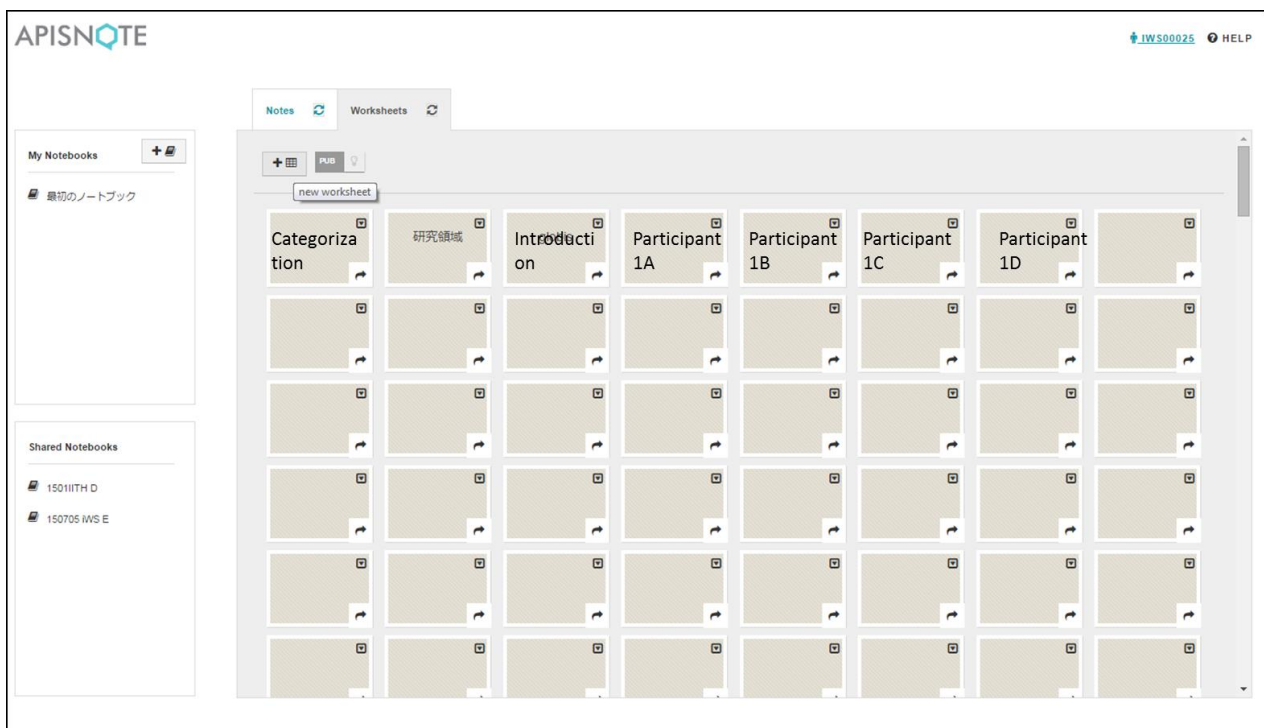 APISNOTE
IWS00025 HELP
Notes Worksheets
My Notebooks
PUB
new worksheet
最初のノートブック
Categoriza
tion
研究領域
Introducti
on
Participant
1A
Participant
1B
Participant
1C
Participant
1D
Shared Notebooks
1501IITH D
150705 iWS E